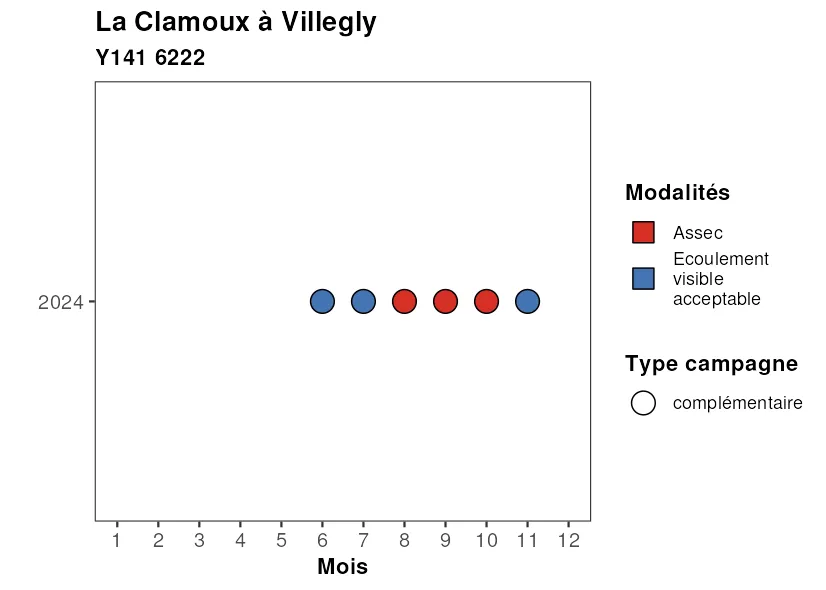 La Clamoux à Villegly
Y141 6222
2024
1 2 3 4 5 6 7 8 9 10 11 12
Mois
Modalités
Assec
Ecoulement
visible
acceptable
Type campagne
complémentaire